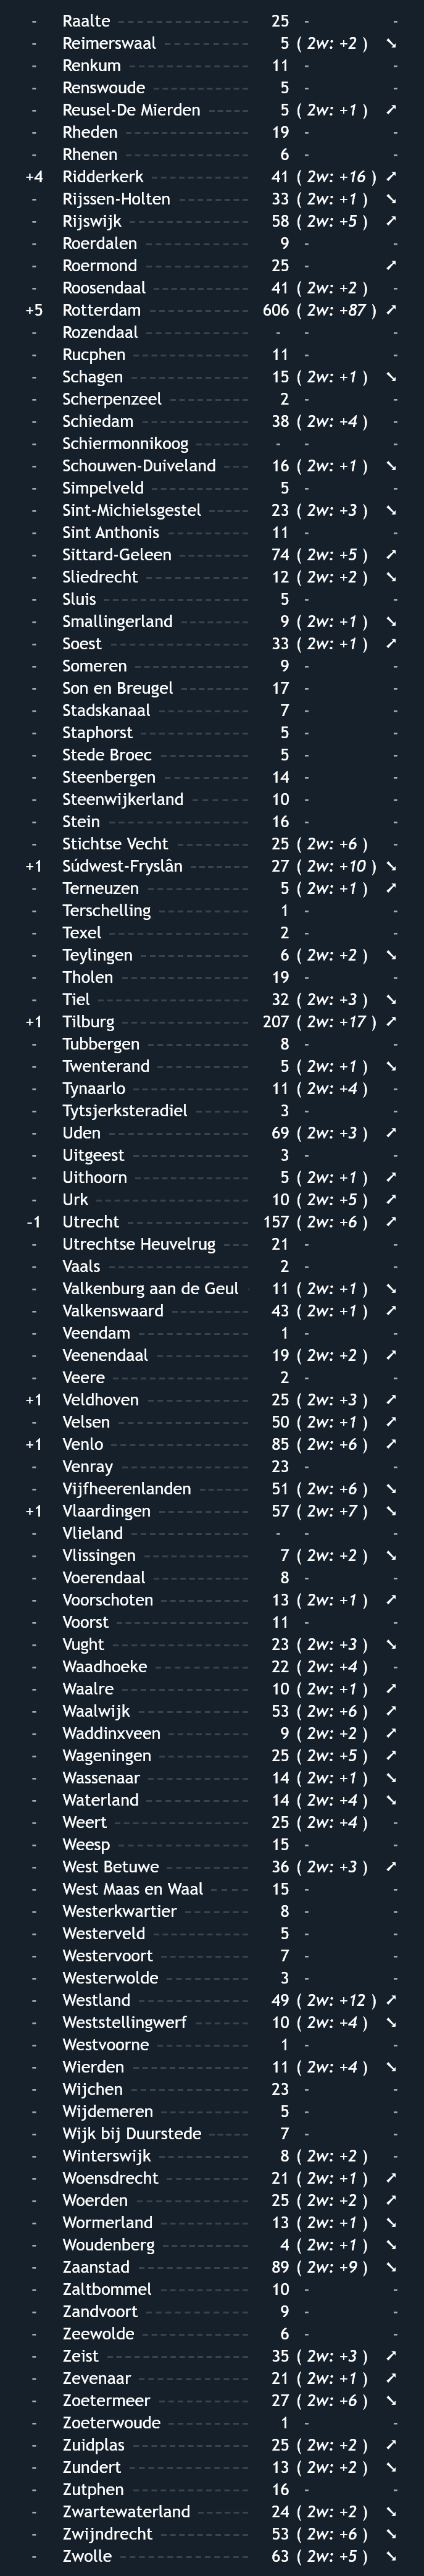 - Raalte 25 - -
- Reimerswaal 5 ( 2w: +2 ) ↘
- Renkum 11 - -
- Renswoude 5 - -
- Reusel-De Mierden 5 ( 2w: +1 ) ↗
- Rheden 19 - -
- Rhenen 6 - -
+4 Ridderkerk 41 ( 2w: +16 ) ↗
- Rijssen-Holten 33 ( 2w: +1 ) ↘
- Rijswijk 58 ( 2w: +5 ) ↗
- Roerdalen 9 - -
- Roermond 25 ↗
- Roosendaal 41 ( 2w: +2 ) -
+5 Rotterdam 606 ( 2w: +87 ) ↗
- Rozendaal - - -
- Rucphen 11 - -
- Schagen 15 ( 2w: +1 ) ↘
- Scherpenzeel 2 - -
- Schiedam 38 ( 2w: +4 ) -
- Schiermonnikoog - - -
- Schouwen-Duiveland 16 ( 2w: +1 ) ↘
- Simpelveld 5 - -
- Sint-Michielsgestel 23 ( 2w: +3 ) ↘
- Sint Anthonis 11 - -
- Sittard-Geleen 74 ( 2w: +5 ) ↗
- Sliedrecht 12 ( 2w: +2 ) ↘
- Sluis 5 - -
- Smallingerland 9 ( 2w: +1 ) ↘
- Soest 33 ( 2w: +1 ) ↗
- Someren 9 - -
- Son en Breugel 17 - -
- Stadskanaal 7 - -
- Staphorst 5 - -
- Stede Broec 5 - -
- Steenbergen 14 - -
- Steenwijkerland 10 - -
- Stein 16 - -
- Stichtse Vecht 25 ( 2w: +6 ) -
+1 Súdwest-Fryslân 27 ( 2w: +10 ) ↘
- Terneuzen 5 ( 2w: +1 ) ↗
- Terschelling 1 - -
- Texel 2 - -
- Teylingen 6 ( 2w: +2 ) ↘
- Tholen 19 - -
- Tiel 32 ( 2w: +3 ) ↘
+1 Tilburg 207 ( 2w: +17 ) ↗
- Tubbergen 8 - -
- Twenterand 5 ( 2w: +1 ) ↘
- Tynaarlo 11 ( 2w: +4 ) -
- Tytsjerksteradiel 3 - -
- Uden 69 ( 2w: +3 ) ↗
- Uitgeest 3 - -
- Uithoorn 5 ( 2w: +1 ) ↗
- Urk 10 ( 2w: +5 ) ↗
-1 Utrecht 157 ( 2w: +6 ) ↗
- Utrechtse Heuvelrug 21 - -
- Vaals 2 - -
- Valkenburg aan de Geul 11 ( 2w: +1 ) ↘
- Valkenswaard 43 ( 2w: +1 ) ↗
- Veendam 1 - -
- Veenendaal 19 ( 2w: +2 ) ↗
- Veere 2 - -
+1 Veldhoven 25 ( 2w: +3 ) ↗
- Velsen 50 ( 2w: +1 ) ↗
+1 Venlo 85 ( 2w: +6 ) ↗
- Venray 23 - -
- Vijfheerenlanden 51 ( 2w: +6 ) ↘
+1 Vlaardingen 57 ( 2w: +7 ) ↘
- Vlieland - - -
- Vlissingen 7 ( 2w: +2 ) ↘
- Voerendaal 8 - -
- Voorschoten 13 ( 2w: +1 ) ↗
- Voorst 11 - -
- Vught 23 ( 2w: +3 ) ↘
- Waadhoeke 22 ( 2w: +4 ) -
- Waalre 10 ( 2w: +1 ) ↗
- Waalwijk 53 ( 2w: +6 ) ↗
- Waddinxveen 9 ( 2w: +2 ) ↗
- Wageningen 25 ( 2w: +5 ) ↗
- Wassenaar 14 ( 2w: +1 ) ↘
- Waterland 14 ( 2w: +4 ) ↘
- Weert 25 ( 2w: +4 ) -
- Weesp 15 - -
- West Betuwe 36 ( 2w: +3 ) ↗
- West Maas en Waal 15 - -
- Westerkwartier 8 - -
- Westerveld 5 - -
- Westervoort 7 - -
- Westerwolde 3 - -
- Westland 49 ( 2w: +12 ) ↗
- Weststellingwerf 10 ( 2w: +4 ) ↘
- Westvoorne 1 - -
- Wierden 11 ( 2w: +4 ) ↘
- Wijchen 23 - -
- Wijdemeren 5 - -
- Wijk bij Duurstede 7 - -
- Winterswijk 8 ( 2w: +2 ) -
- Woensdrecht 21 ( 2w: +1 ) ↗
- Woerden 25 ( 2w: +2 ) ↗
- Wormerland 13 ( 2w: +1 ) ↘
- Woudenberg 4 ( 2w: +1 ) ↘
- Zaanstad 89 ( 2w: +9 ) ↘
- Zaltbommel 10 - -
- Zandvoort 9 - -
- Zeewolde 6 - -
- Zeist 35 ( 2w: +3 ) ↗
- Zevenaar 21 ( 2w: +1 ) ↗
- Zoetermeer 27 ( 2w: +6 ) ↘
- Zoeterwoude 1 - -
- Zuidplas 25 ( 2w: +2 ) ↗
- Zundert 13 ( 2w: +2 ) ↘
- Zutphen 16 - -
- Zwartewaterland 24 ( 2w: +2 ) ↘
- Zwijndrecht 53 ( 2w: +6 ) ↘
- Zwolle 63 ( 2w: +5 ) ↘